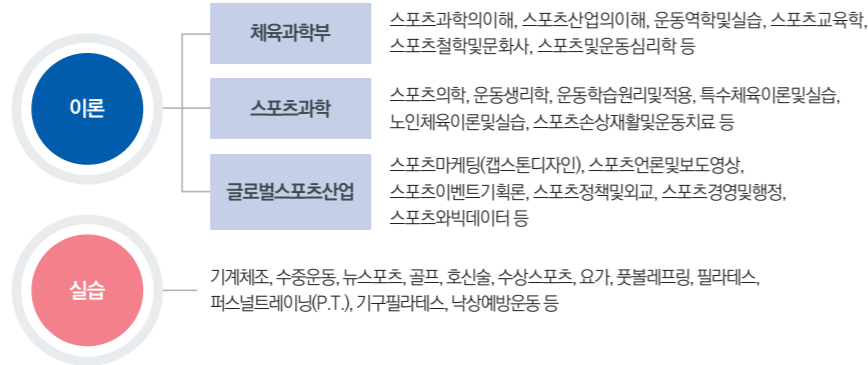 이론
체육과학부
스포츠과학의이해, 스포츠산업의이해, 운동역학및실습, 스포츠교육학,
스포츠철학및문화사, 스포츠및운동심리학 등
스포츠과학
스포츠의학, 운동생리학, 운동학습원리및적용, 특수체육이론및실습,
노인체육이론및실습, 스포츠손상재활및운동치료 등
글로벌스포츠산업
스포츠마케팅(캡스톤디자인), 스포츠언론및보도영상,
스포츠이벤트기획론, 스포츠정책및외교, 스포츠경영및행정,
스포츠와빅데이터 등
실습
기계체조, 수중운동, 뉴스포츠, 골프, 호신술, 수상스포츠, 요가, 풋볼레프링, 필라테스,
퍼스널트레이닝(P.T.), 기구필라테스, 낙상예방운동 등